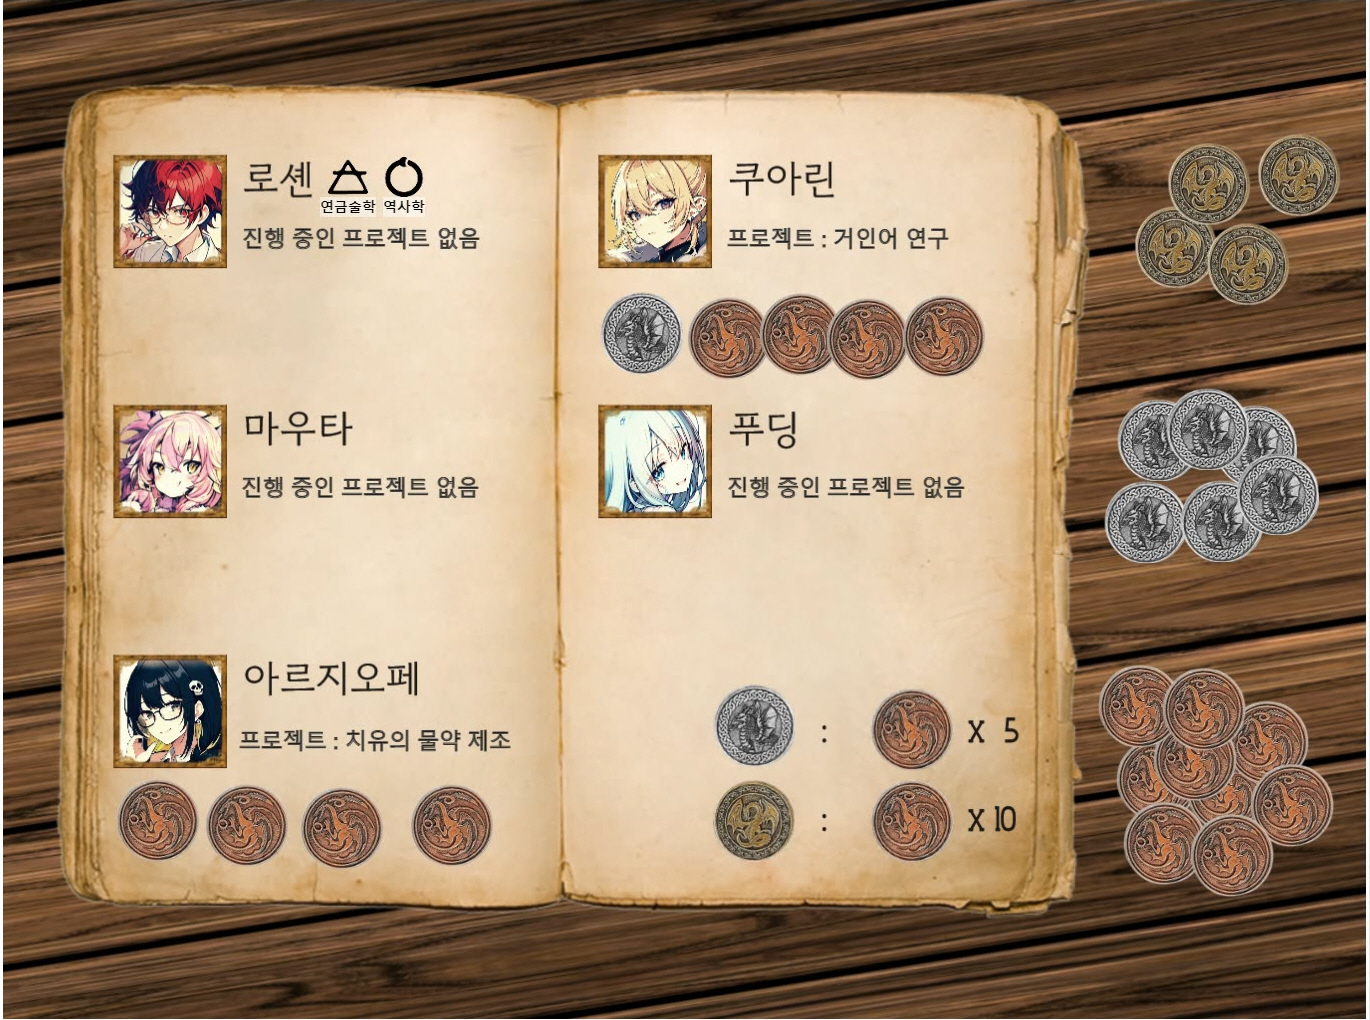 로셴
연금술학 역사학
진행 중인 프로젝트 없음
마우타
진행 중인 프로젝트 없음
아르지오페
프로젝트 : 치유의 물약 제조
쿠아린
프로젝트 : 거인어 연구
푸딩
진행 중인 프로젝트 없음
: X 5
: X 10